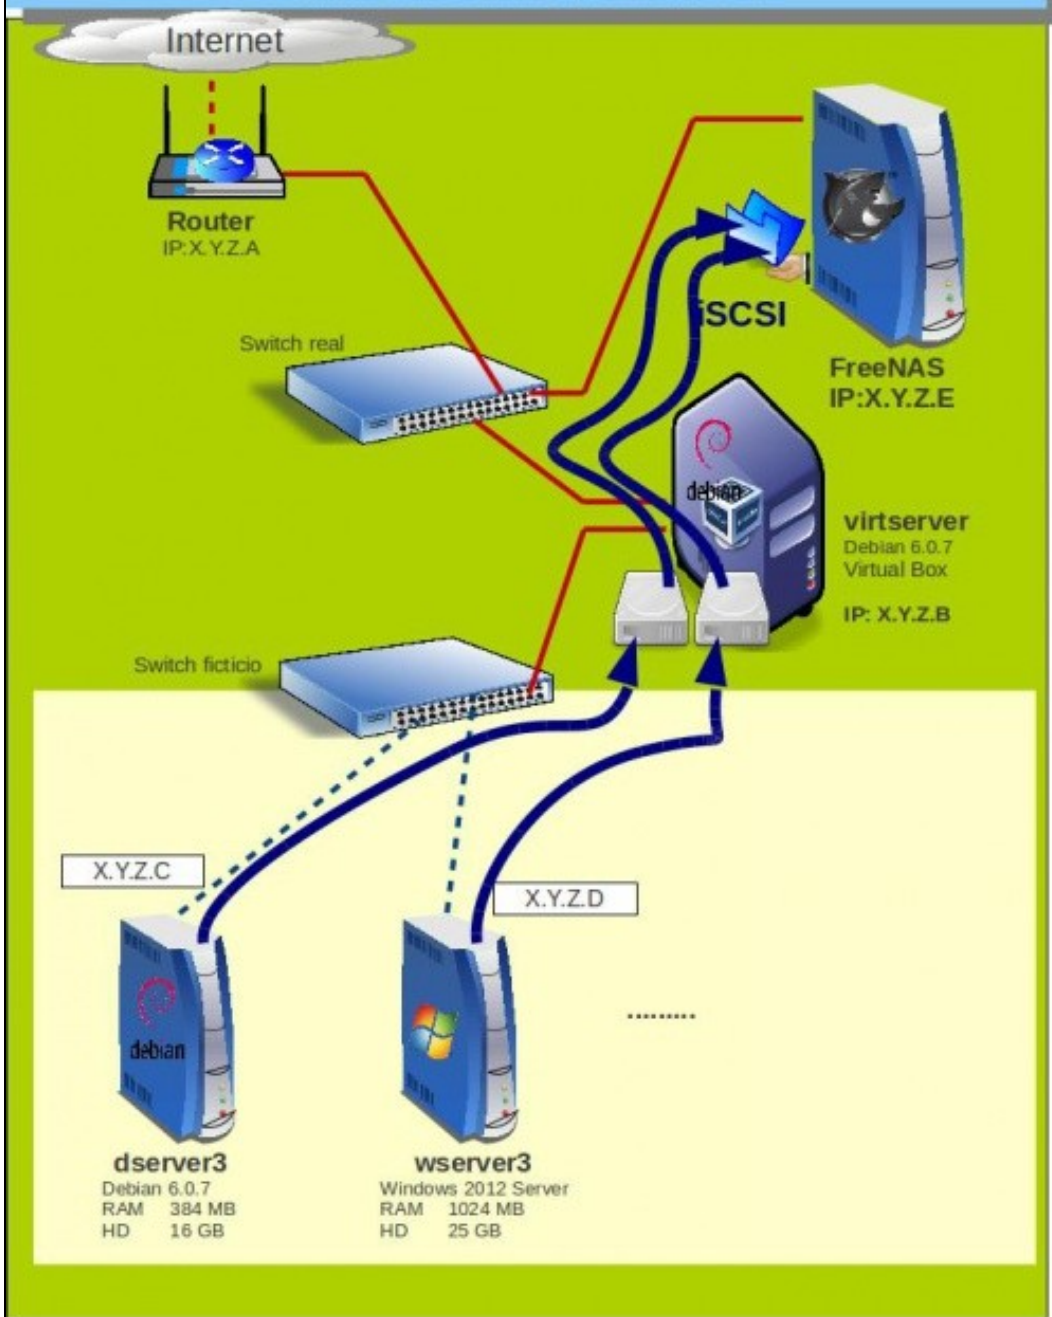 Internet
Router
IP:X.Y.Z.A
Switch real
iSCSI
FreeNAS
IP:X.Y.Z.E
debian
virtserver
Debian 6.0.7
Virtual Box
IP: X.Y.Z.B
Switch ficticio
X.Y.Z.C
X.Y.Z.D
debian
.........
dserver3
Debian 6.0.7
RAM 384 MB
HD 16 GB
wserver3
Windows 2012 Server
RAM 1024 MB
HD 25 GB